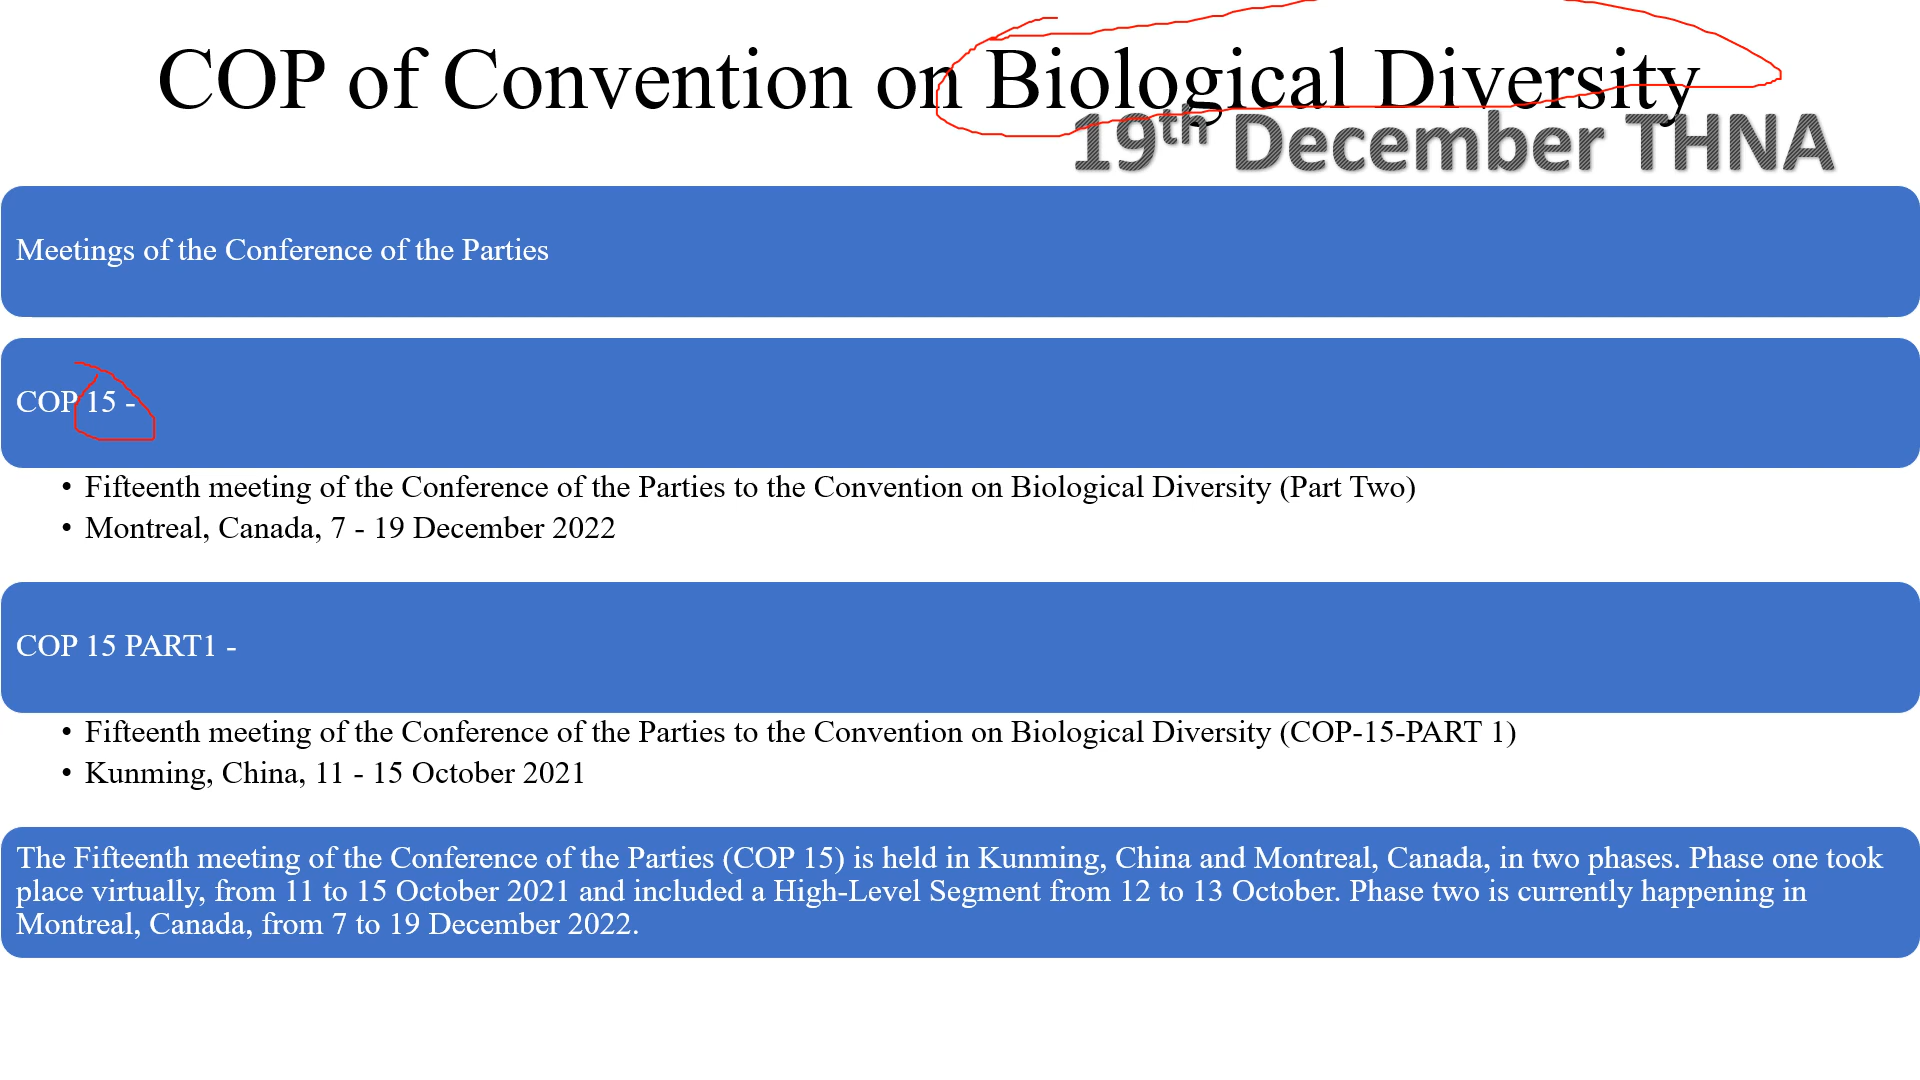 COP of Convention on Biological Diversity
19th December THNA
Meetings of the Conference of the Parties
COP 15 -
• Fifteenth meeting of the Conference of the Parties to the Convention on Biological Diversity (Part Two)
• Montreal, Canada, 7 - 19 December 2022
COP 15 PART1 -
• Fifteenth meeting of the Conference of the Parties to the Convention on Biological Diversity (COP-15-PART 1)
• Kunming, China, 11 - 15 October 2021
The Fifteenth meeting of the Conference of the Parties (COP 15) is held in Kunming, China and Montreal, Canada, in two phases. Phase one took
place virtually, from 11 to 15 October 2021 and included a High-Level Segment from 12 to 13 October. Phase two is currently happening in
Montreal, Canada, from 7 to 19 December 2022.